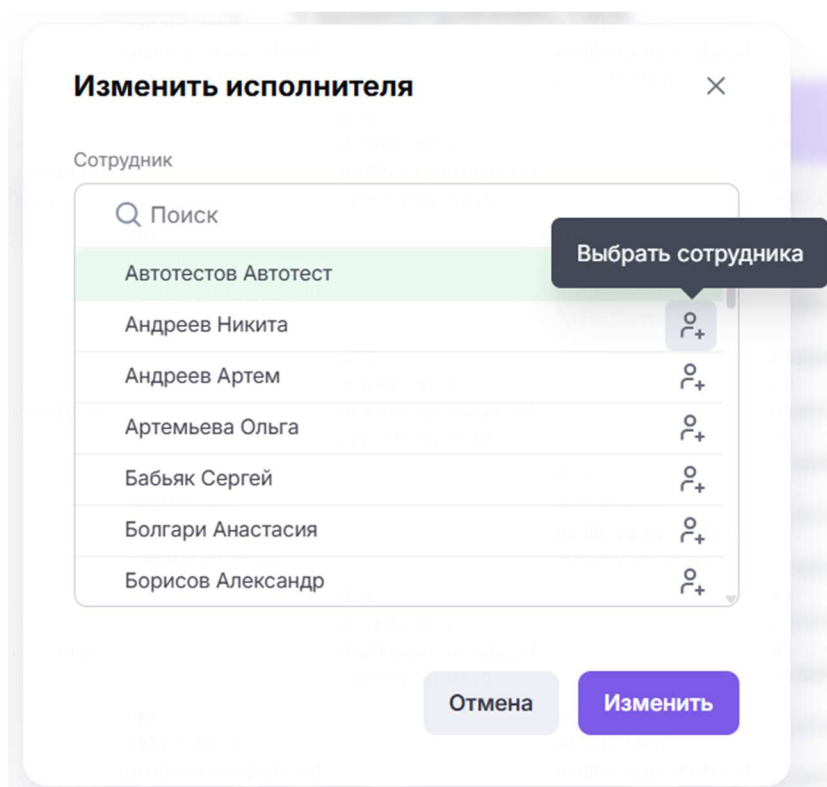 Изменить исполнителя
Сотрудник
Поиск
Выбрать сотрудника
Автотестов Автотест
Андреев Никита
Андреев Артем
Артемьева Ольга
Бабьяк Сергей
Болгари Анастасия
Борисов Александр
Отмена
Изменить